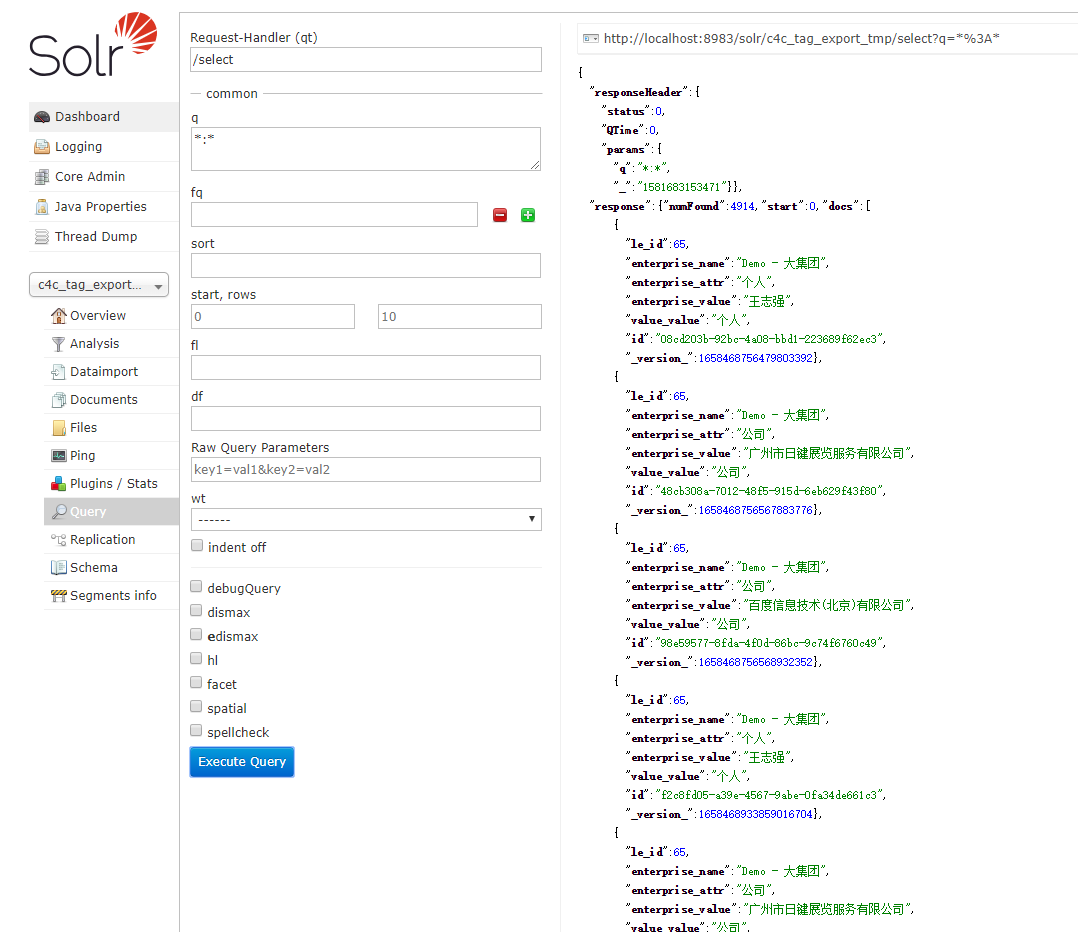 Solr
Dashboard
Logging
Core Admin
Java Properties
Thread Dump
c4c_tag_export...
Overview
Analysis
Dataimport
Documents
Files
Ping
Plugins / Stats
Query
Replication
Schema
Segments info
Request-Handler (qt)
/select
common
q
*:*
fq
sort
start, rows
0
10
fl
df
Raw Query Parameters
key1=val1&key2=val2
wt
------
indent off
debugQuery
dismax
edismax
hl
facet
spatial
spellcheck
Execute Query
http://localhost:8983/solr/c4c_tag_export_tmp/select?q=*%3A*
{
"responseHeader":{
"status":0,
"QTime":0,
"params":{
"q":"*:*",
"_":"1581683153471"}},
"response":{"numFound":4914,"start":0,"docs":[
{
"le_id":65,
"enterprise_name":"Demo - 大集团",
"enterprise_attr":"个人",
"enterprise_value":"王志强",
"value_value":"个人",
"id":"08cd203b-92bc-4a08-bbd1-223689f62ec3",
"_version_":1658468756479803392},
{
"le_id":65,
"enterprise_name":"Demo - 大集团",
"enterprise_attr":"公司",
"enterprise_value":"广州市日键展览服务有限公司",
"value_value":"公司",
"id":"48cb308a-7012-48f5-915d-6eb629f43f80",
"_version_":1658468756567883776},
{
"le_id":65,
"enterprise_name":"Demo - 大集团",
"enterprise_attr":"公司",
"enterprise_value":"百度信息技术(北京)有限公司",
"value_value":"公司",
"id":"98e59577-8fda-4f0d-86bc-9c74f6760c49",
"_version_":1658468756568932352},
{
"le_id":65,
"enterprise_name":"Demo - 大集团",
"enterprise_attr":"个人",
"enterprise_value":"王志强",
"value_value":"个人",
"id":"f2c8fd05-a39e-4567-9abe-0fa34de661c3",
"_version_":1658468933859016704},
{
"le_id":65,
"enterprise_name":"Demo - 大集团",
"enterprise_attr":"公司",
"enterprise_value":"广州市日键展览服务有限公司",
"value_value":"公司",